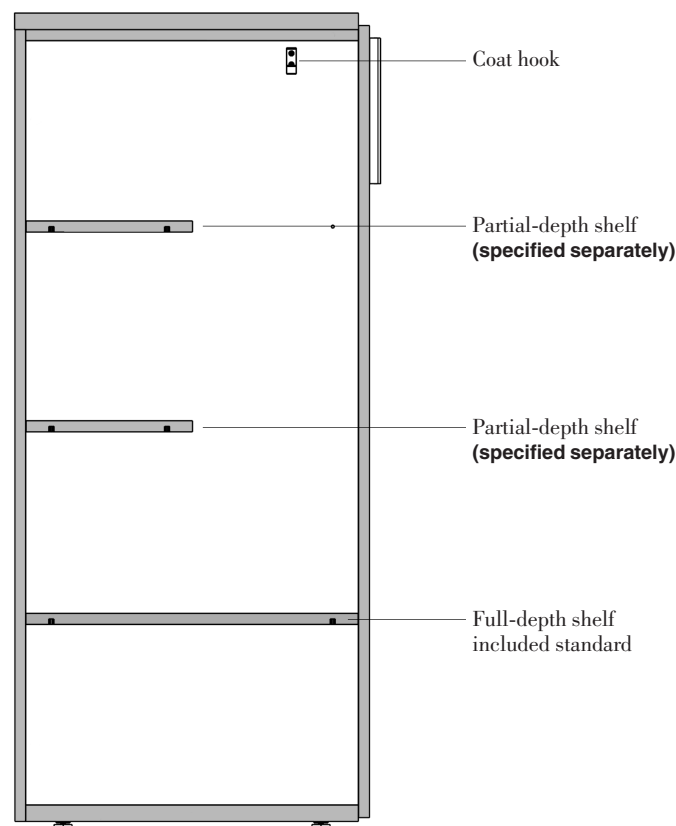 Coat hook
Partial-depth shelf
(specified separately)
Partial-depth shelf
(specified separately)
Full-depth shelf
included standard